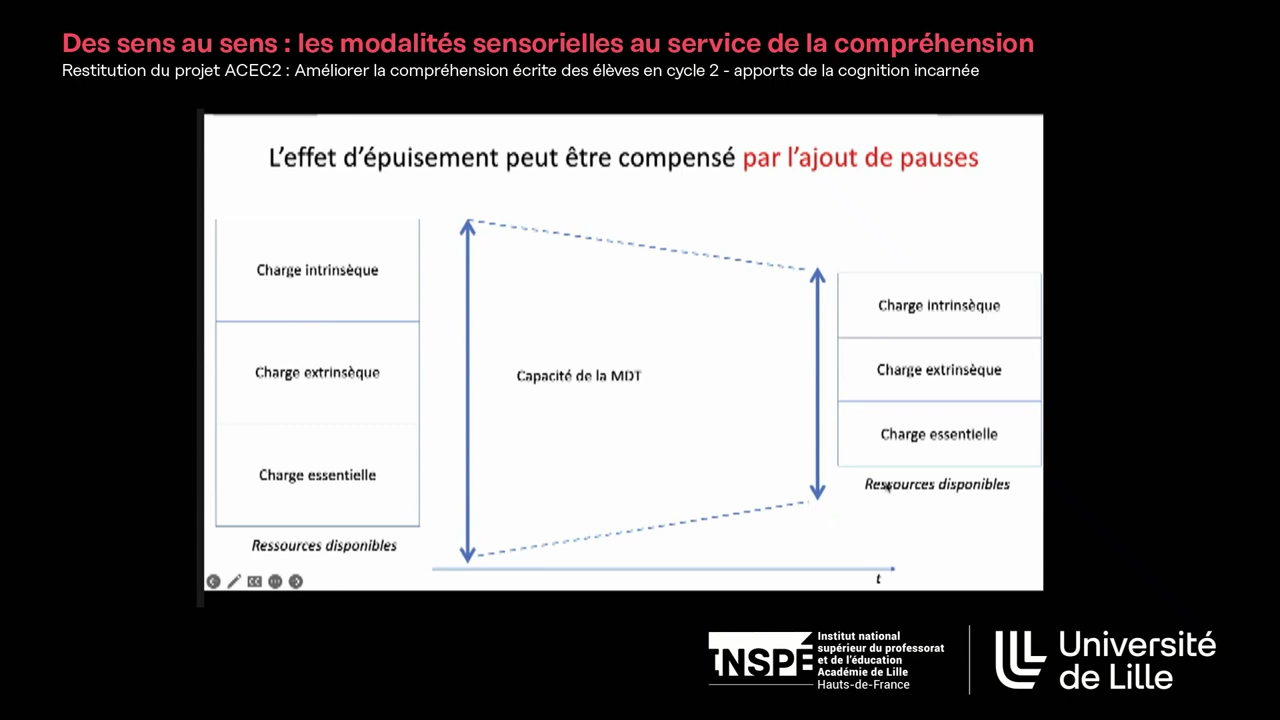 Des sens au sens : les modalités sensorielles au service de la compréhension
Restitution du projet ACEC2 : Améliorer la compréhension écrite des élèves en cycle 2 - apports de la cognition incarnée
L'effet d'épuisement peut être compensé par l'ajout de pauses
Charge intrinsèque
Charge extrinsèque
Charge essentielle
Ressources disponibles
Capacité de la MDT
Charge intrinsèque
Charge extrinsèque
Charge essentielle
Ressources disponibles
t
INSPÉ
Institut national
supérieur du professorat
et de l'éducation
Académie de Lille
Hauts-de-France
Université
de Lille